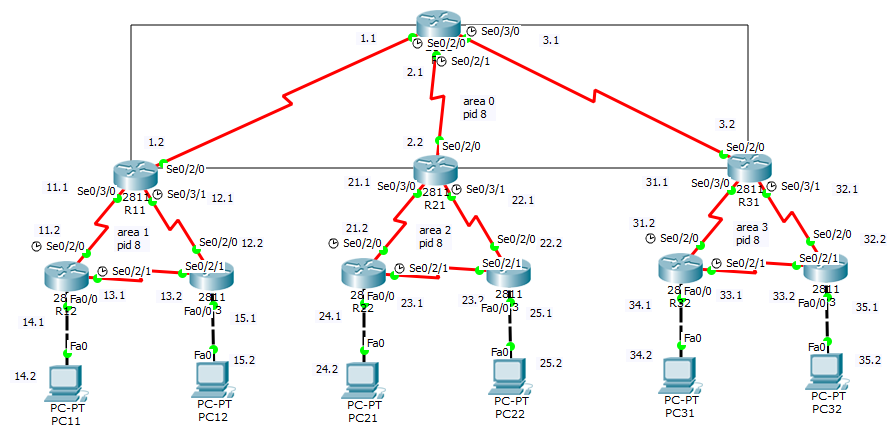 1.1
Se0/2/0
Se0/3/0
3.1
2.1
Se0/2/1
area 0
pid 8
1.2
2.2
Se0/2/0
3.2
Se0/2/0
Se0/2/0
11.1
Se0/3/0
2811
R11
Se0/3/1
12.1
21.1
Se0/3/0
2811
R21
Se0/3/1
22.1
31.1
Se0/3/0
2811
R31
Se0/3/1
32.1
11.2
Se0/2/0
area 1
pid 8
Se0/2/0
12.2
21.2
Se0/2/0
area 2
pid 8
Se0/2/0
22.2
31.2
Se0/2/0
area 3
pid 8
Se0/2/0
32.2
Se0/2/1
Se0/2/1
Se0/2/1
Se0/2/1
Se0/2/1
Se0/2/1
28
Fa0/0
R12
13.1
13.2
2811
Fa0/0
3
28
Fa0/0
R22
23.1
23.2
2811
Fa0/0
3
28
Fa0/0
R32
33.1
33.2
2811
Fa0/0
14.1
15.1
24.1
25.1
34.1
35.1
Fa0
Fa0
Fa0
Fa0
Fa0
Fa0
14.2
15.2
24.2
25.2
34.2
35.2
PC-PT
PC11
PC-PT
PC12
PC-PT
PC21
PC-PT
PC22
PC-PT
PC31
PC-PT
PC32